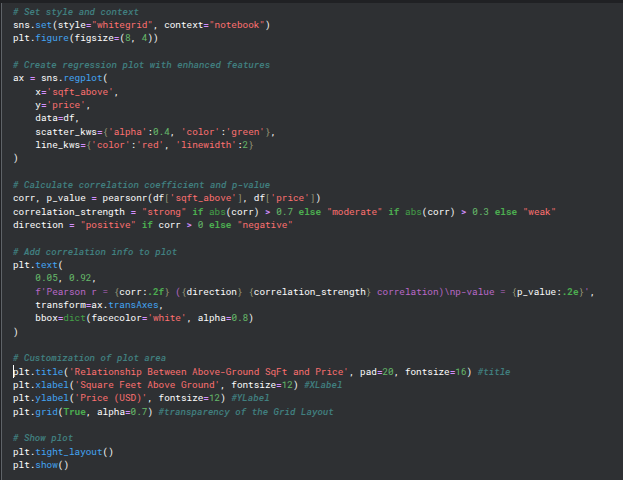 # Set style and context
sns.set(style="whitegrid", context="notebook")
plt.figure(figsize=(8, 4))
# Create regression plot with enhanced features
ax = sns.regplot(
x='sqft_above',
y='price',
data=df,
scatter_kws={'alpha':0.4, 'color':'green'},
line_kws={'color':'red', 'linewidth':2}
)
# Calculate correlation coefficient and p-value
corr, p_value = pearsonr(df['sqft_above'], df['price'])
correlation_strength = "strong" if abs(corr) > 0.7 else "moderate" if abs(corr) > 0.3 else "weak"
direction = "positive" if corr > 0 else "negative"
# Add correlation info to plot
plt.text(
0.05, 0.92,
f'Pearson r = {corr:.2f} ({direction} {correlation_strength} correlation)\np-value = {p_value:.2e}',
transform=ax.transAxes,
bbox=dict(facecolor='white', alpha=0.8)
)
# Customization of plot area
plt.title('Relationship Between Above-Ground SqFt and Price', pad=20, fontsize=16) #title
plt.xlabel('Square Feet Above Ground', fontsize=12) #XLabel
plt.ylabel('Price (USD)', fontsize=12) #YLabel
plt.grid(True, alpha=0.7) #transparency of the Grid Layout
# Show plot
plt.tight_layout()
plt.show()